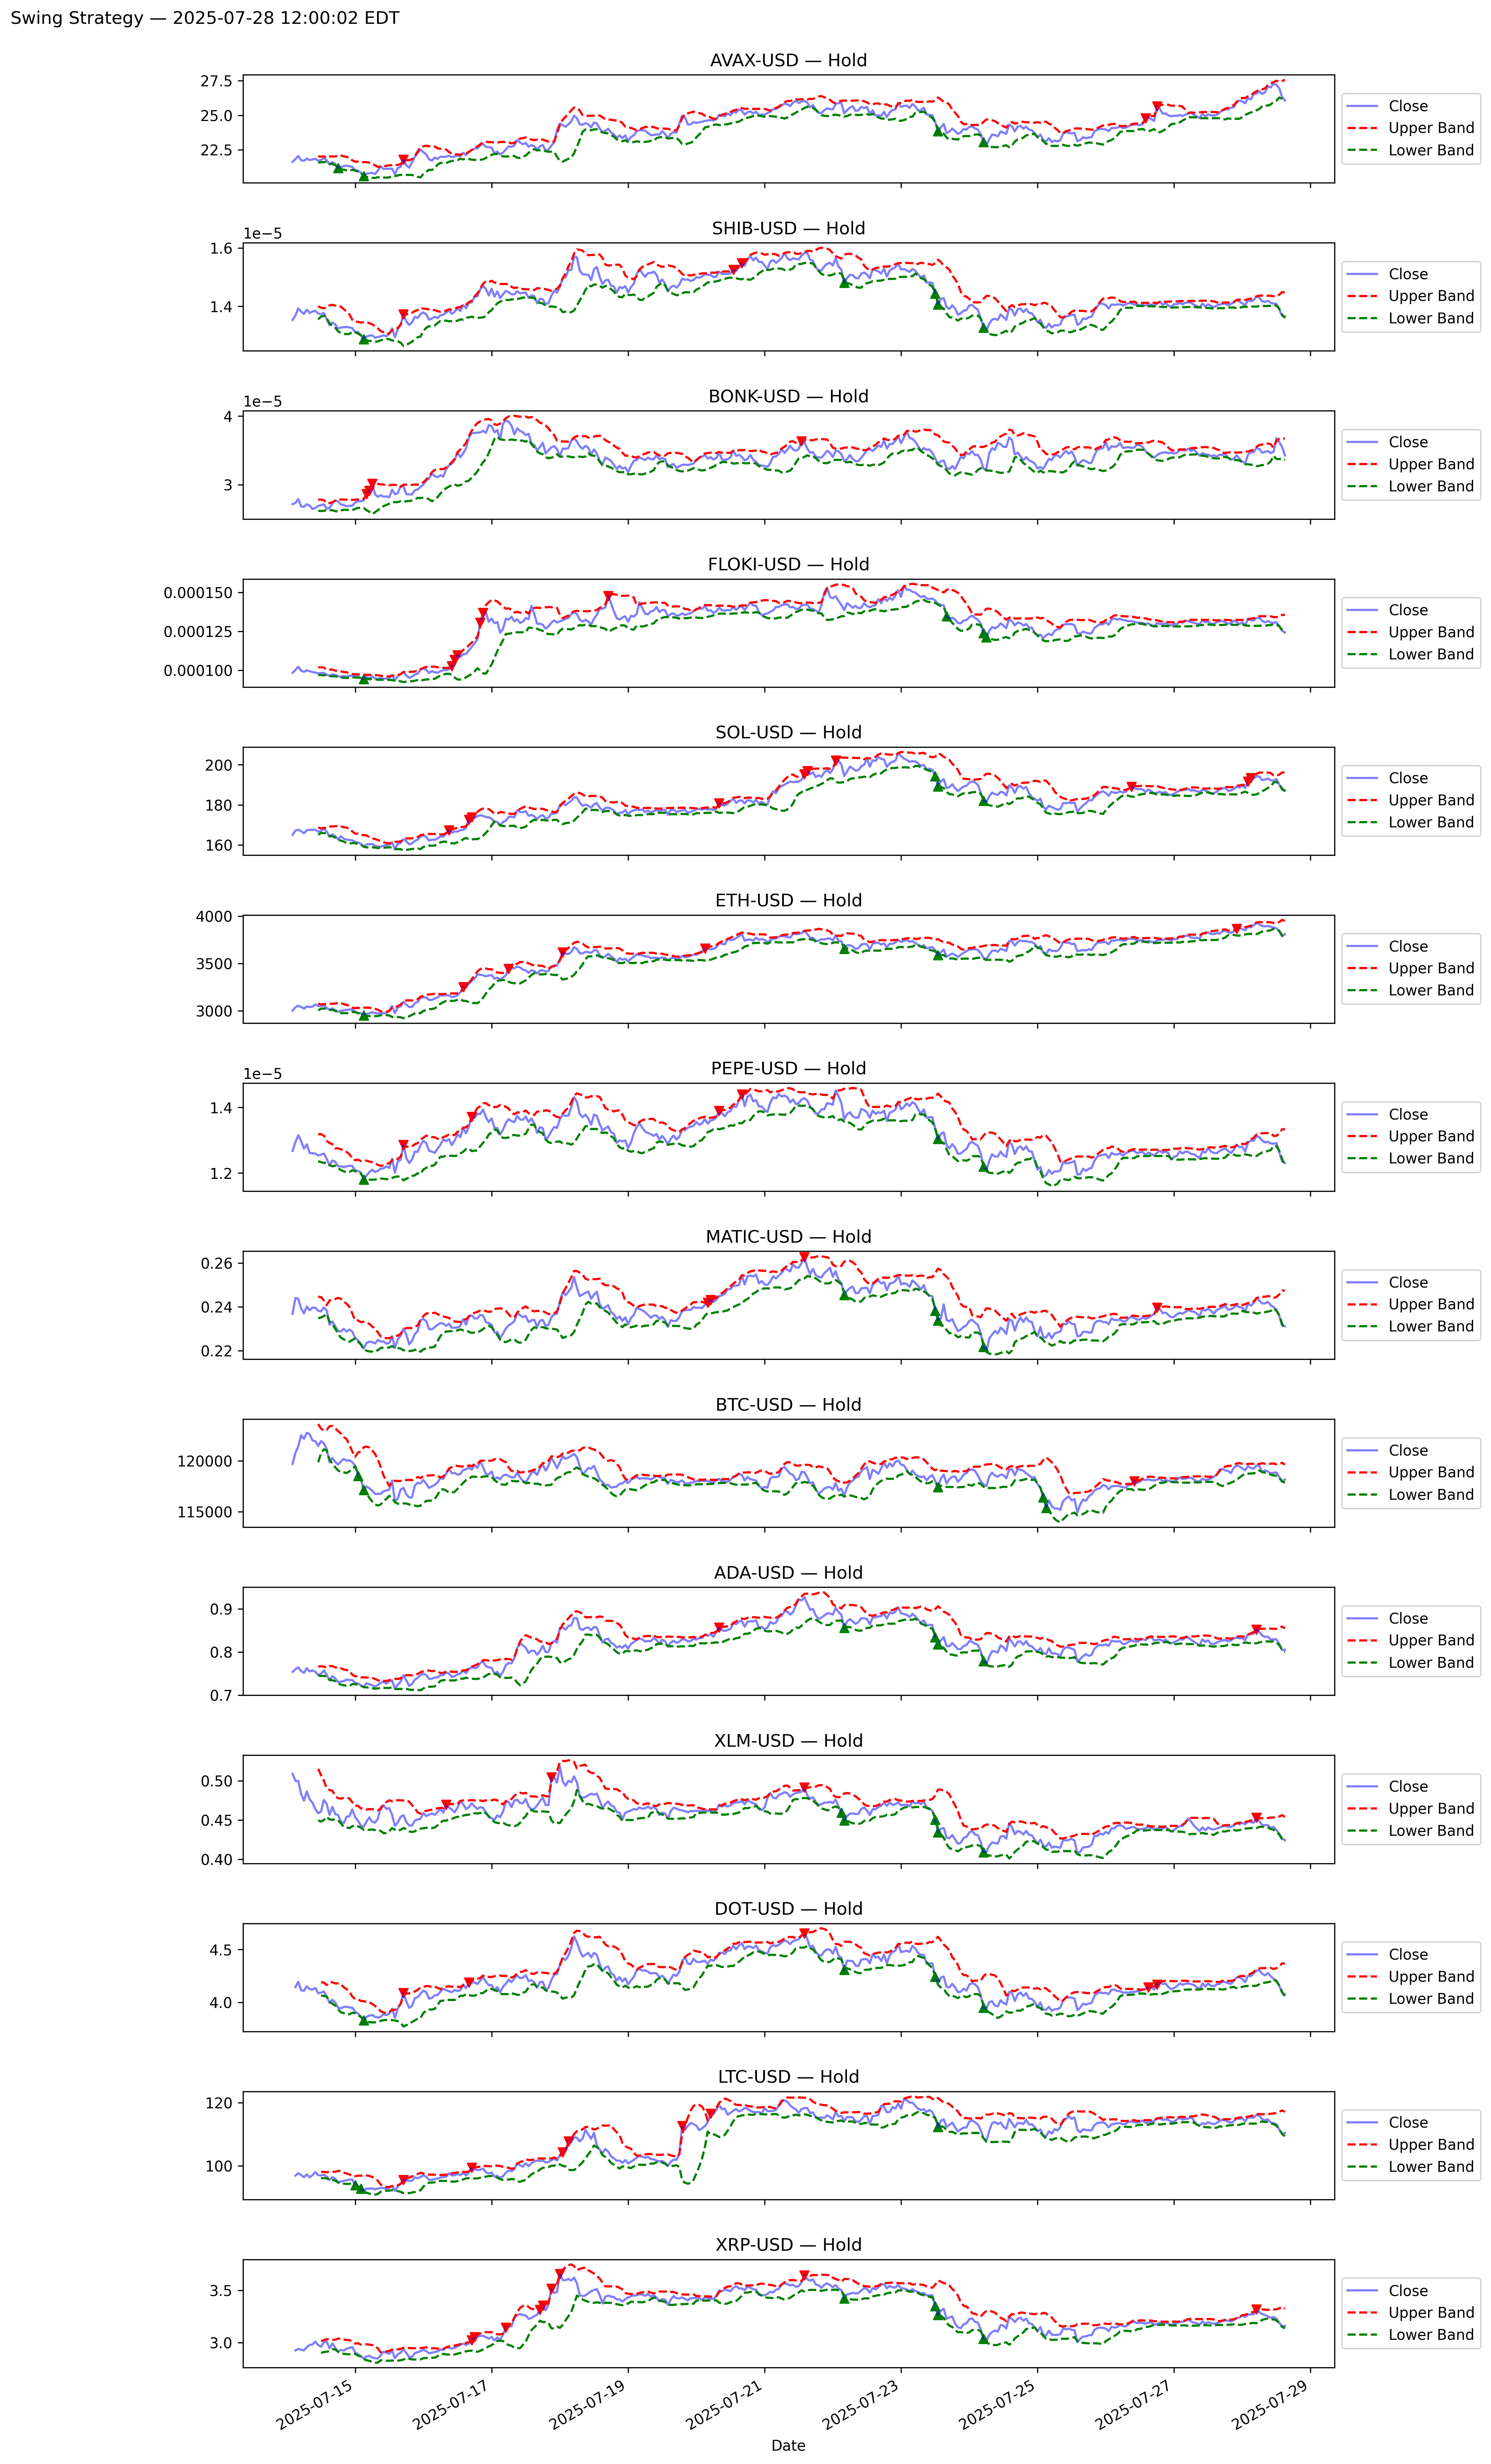 Swing Strategy — 2025-07-28 12:00:02 EDT
AVAX-USD — Hold
27.5
25.0
22.5
Close
Upper Band
Lower Band
SHIB-USD — Hold
1e−5
1.6
1.4
Close
Upper Band
Lower Band
BONK-USD — Hold
1e−5
4
3
Close
Upper Band
Lower Band
FLOKI-USD — Hold
0.000150
0.000125
0.000100
Close
Upper Band
Lower Band
SOL-USD — Hold
200
180
160
Close
Upper Band
Lower Band
ETH-USD — Hold
4000
3500
3000
Close
Upper Band
Lower Band
PEPE-USD — Hold
1e−5
1.4
1.2
Close
Upper Band
Lower Band
MATIC-USD — Hold
0.26
0.24
0.22
Close
Upper Band
Lower Band
BTC-USD — Hold
120000
115000
Close
Upper Band
Lower Band
ADA-USD — Hold
0.9
0.8
0.7
Close
Upper Band
Lower Band
XLM-USD — Hold
0.50
0.45
0.40
Close
Upper Band
Lower Band
DOT-USD — Hold
4.5
4.0
Close
Upper Band
Lower Band
LTC-USD — Hold
120
100
Close
Upper Band
Lower Band
XRP-USD — Hold
3.5
3.0
Close
Upper Band
Lower Band
2025-07-15
2025-07-17
2025-07-19
2025-07-21
2025-07-23
2025-07-25
2025-07-27
2025-07-29
Date